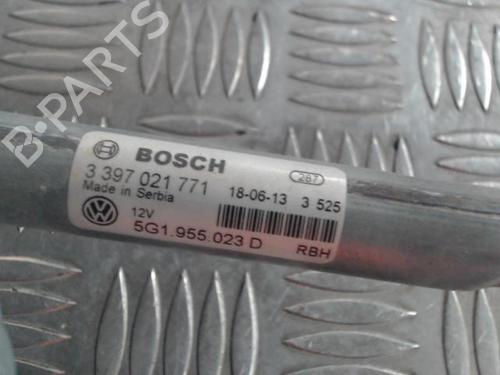 B-PARTS
BOSCH 267
3 397 021 771 18-06-13 3 525
Made in Serbia
12V
5G1.955.023 D RBH